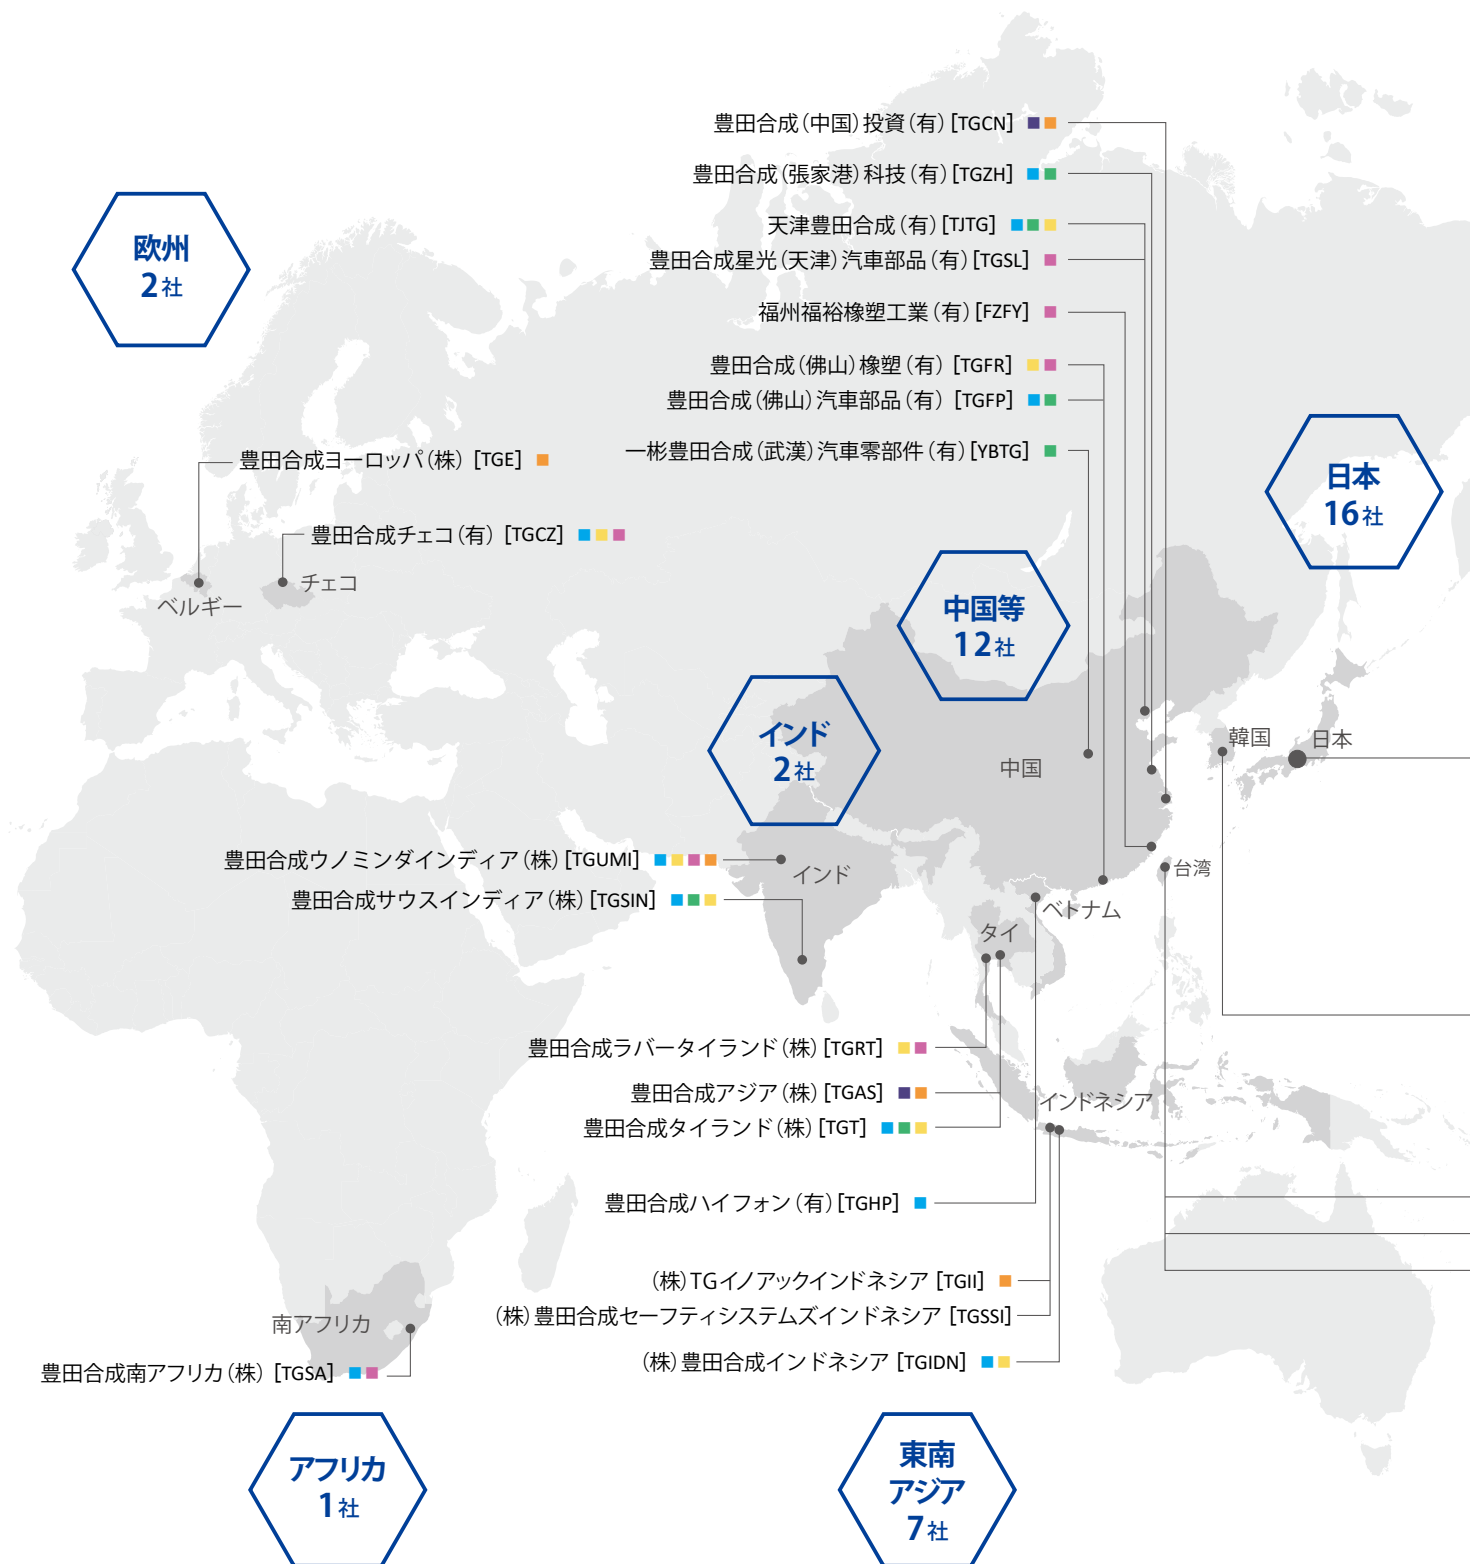 豊田合成(中国)投資(有)[TGCN]
豊田合成(張家港)科技(有)[TGZH]
天津豊田合成(有)[TJTG]
豊田合成星光(天津)汽車部品(有)[TGSL]
福州福裕橡塑工業(有)[FZFY]
豊田合成(佛山)橡塑(有) [TGFR]
豊田合成(佛山)汽車部品(有) [TGFP]
一彬豊田合成(武漢)汽車零部件(有)[YBTG]
欧州
2社
豊田合成ヨーロッパ(株) [TGE]
豊田合成チェコ(有) [TGCZ]
チェコ
ベルギー
日本
16社
中国等
12社
インド
2社
韓国
日本
中国
台湾
豊田合成ウノミンダインディア(株)[TGUMI]
豊田合成サウスインディア(株)[TGSIN]
インド
ベトナム
タイ
豊田合成ラバータイランド(株)[TGRT]
豊田合成アジア(株)[TGAS]
豊田合成タイランド(株)[TGT]
インドネシア
豊田合成ハイフォン(有)[TGHP]
(株)TGイノアックインドネシア [TGII]
(株)豊田合成セーフティシステムズインドネシア [TGSSI]
(株)豊田合成インドネシア [TGIDN]
南アフリカ
豊田合成南アフリカ(株) [TGSA]
アフリカ
1社
東南
アジア
7社